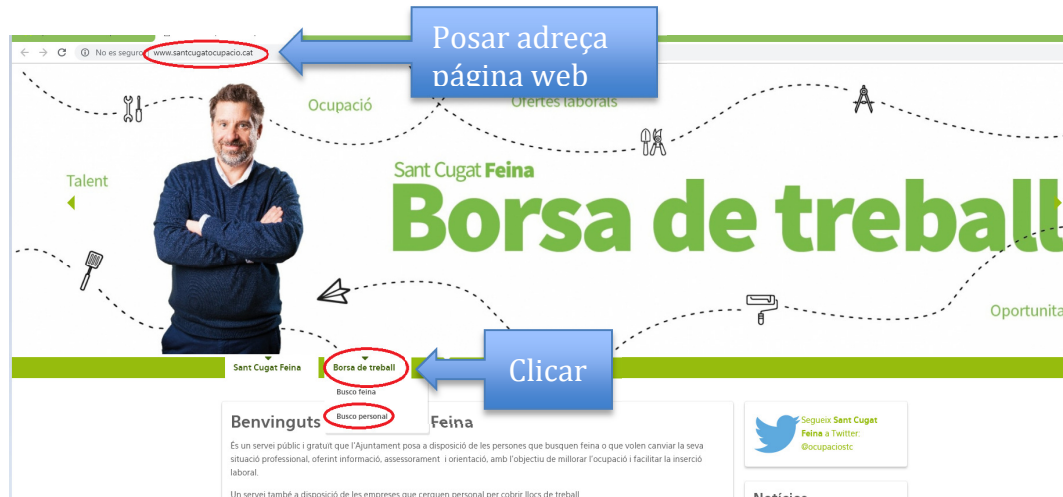 Posar adreça
página web
No es seguro
www.santcugatocupacio.cat
Ocupació
Ofertes laborals
Talent
Sant Cugat Feina
Borsa de treball
Oportunita
Clicar
Sant Cugat Feina
Borsa de treball
Busco feina
Busco personal
Benvinguts
Feina
És un servei públic i gratuït que l'Ajuntament posa a disposició de les persones que busquen feina o que volen canviar la seva
situació professional, oferint informació, assessorament i orientació, amb l'objectiu de millorar l'ocupació i facilitar la inserció
laboral.
Un servei també a disposició de les empreses que cerquen personal per cobrir llocs de treball
Segueix Sant Cugat
Feina a Twitter:
@ocupaciostc
Notícies